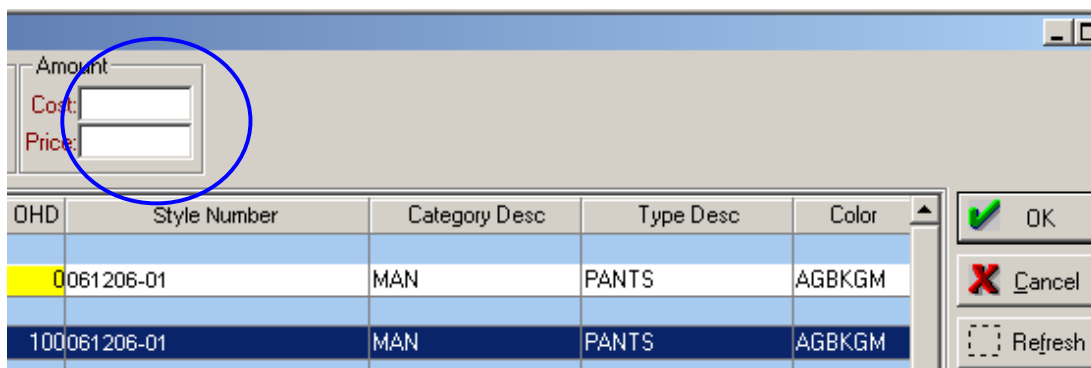 Amount
Cost:
Price:
OHD Style Number Category Desc Type Desc Color
OK
0 061206-01 MAN PANTS AGBKGM
Cancel
100 061206-01 MAN PANTS AGBKGM
Refresh